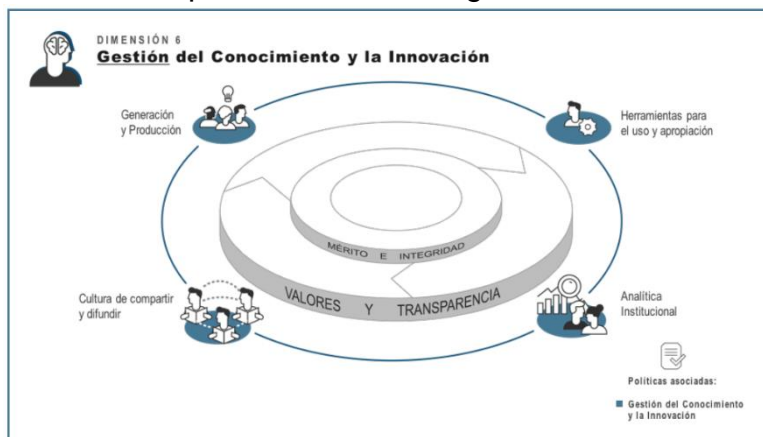 DIMENSIÓN 6
Gestión del Conocimiento y la Innovación
Generación
y Producción
Herramientas para
el uso y apropiación
MÉRITO E INTEGRIDAD
VALORES Y TRANSPARENCIA
Cultura de compartir
y difundir
Analítica
Institucional
Políticas asociadas:
Gestión del Conocimiento
y la Innovación